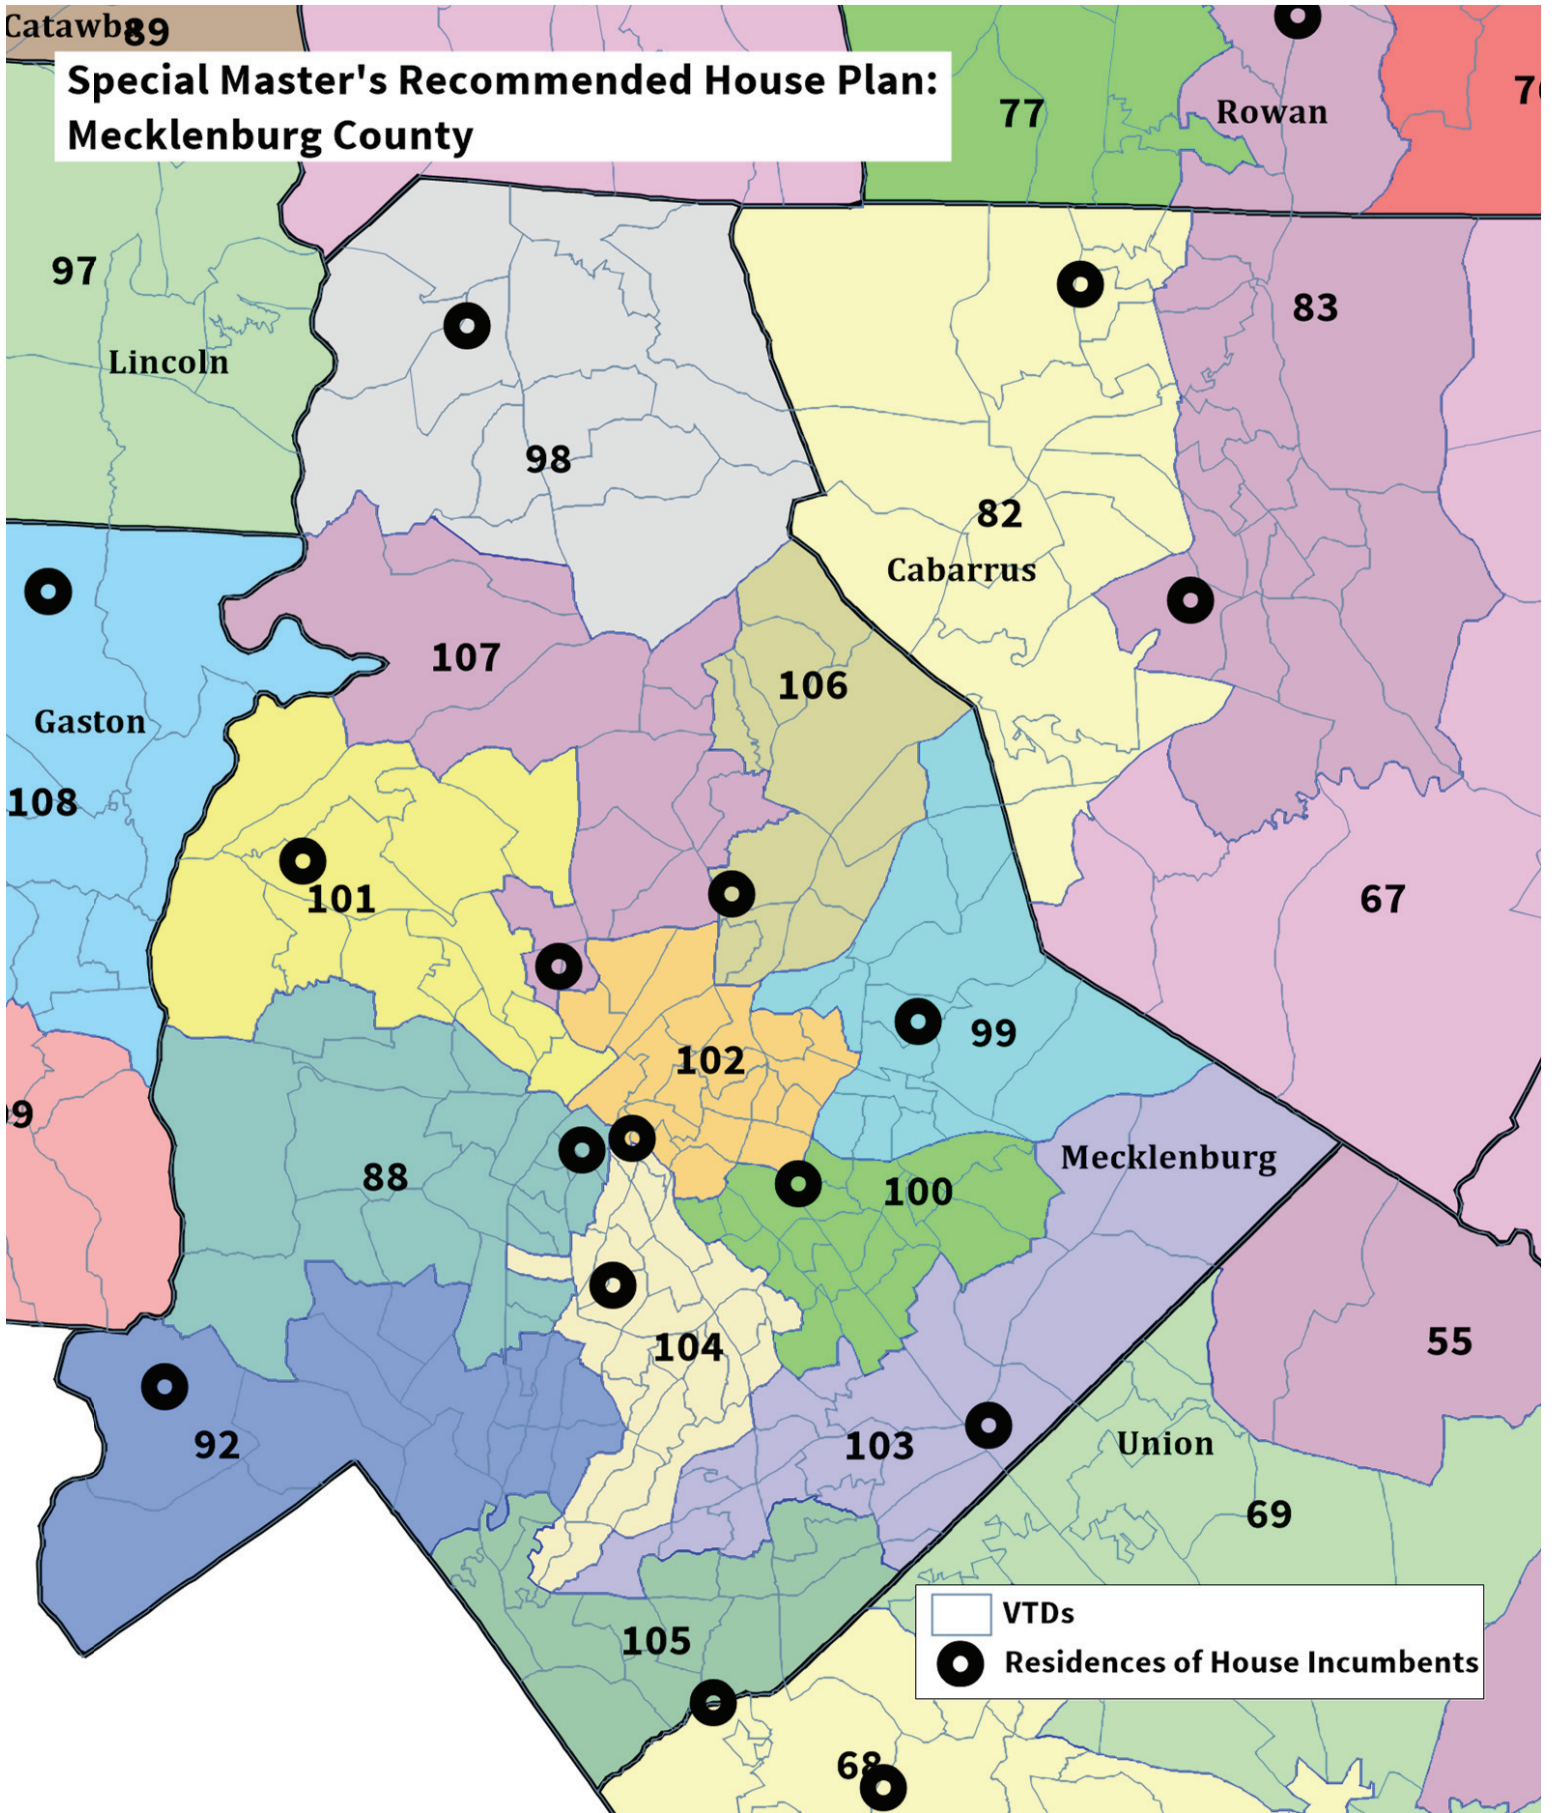 Catawba
89
Special Master's Recommended House Plan:
Mecklenburg County
77
Rowan
97
83
Lincoln
98
82
Cabarrus
107
106
Gaston
108
101
67
99
102
Mecklenburg
88
100
104
55
92
103
Union
69
VTDs
105
Residences of House Incumbents
68